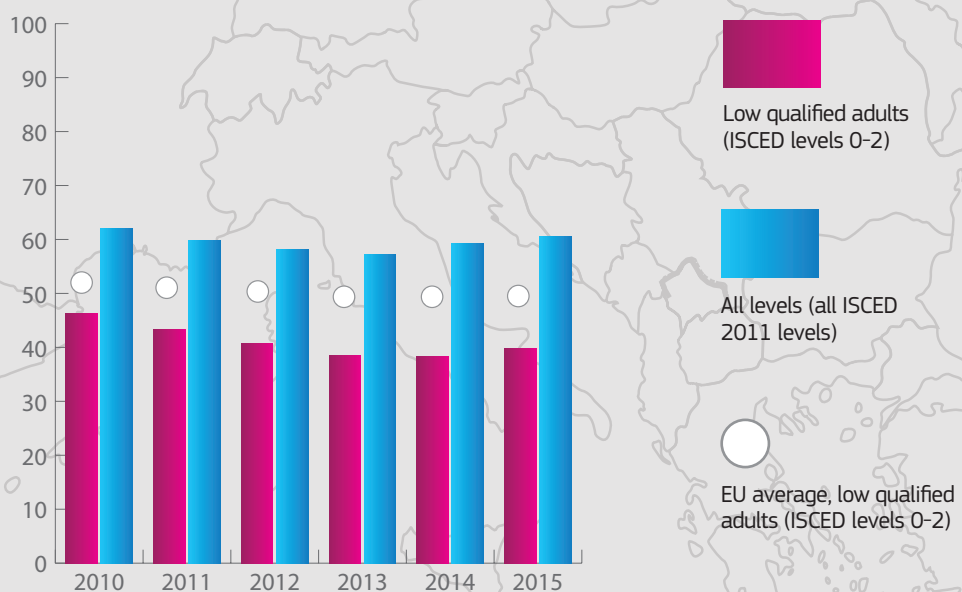 100
90
80
70
60
50
40
30
20
10
0
2010 2011 2012 2013 2014 2015
Low qualified adults
(ISCED levels 0-2)
All levels (all ISCED
2011 levels)
EU average, low qualified
adults (ISCED levels 0-2)